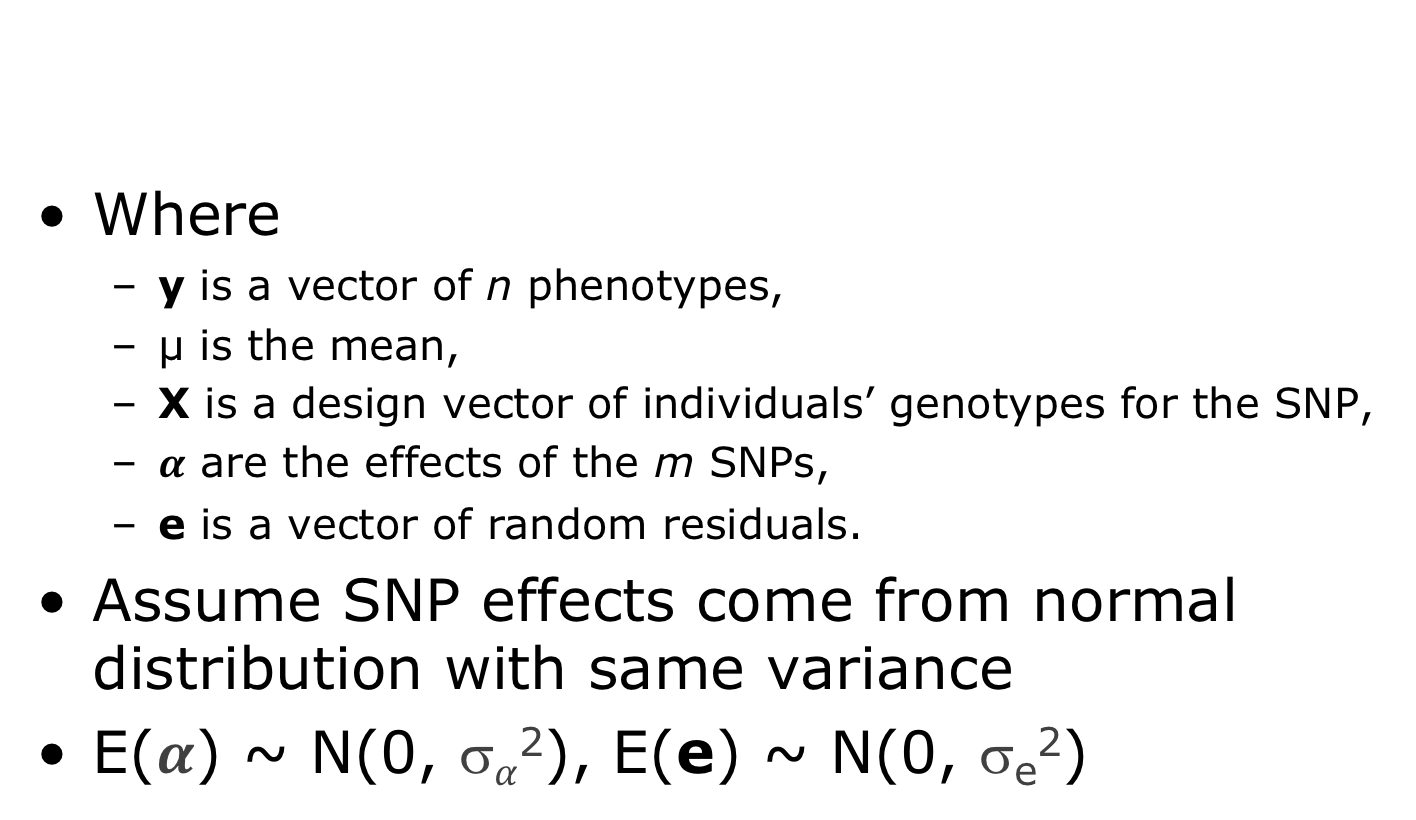 • Where
– y is a vector of n phenotypes,
– μ is the mean,
– X is a design vector of individuals’ genotypes for the SNP,
– α are the effects of the m SNPs,
– e is a vector of random residuals.
• Assume SNP effects come from normal
distribution with same variance
• E(α) ~ N(0, σα²), E(e) ~ N(0, σe²)